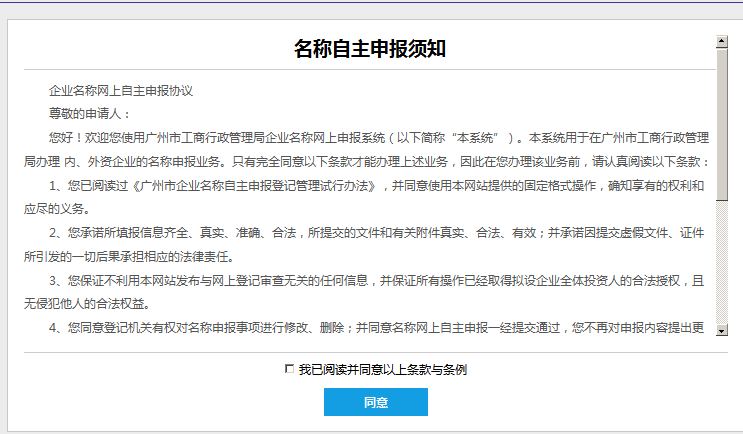 名称自主申报须知
企业名称网上自主申报协议
尊敬的申请人：
您好！欢迎您使用广州市工商行政管理局企业名称网上申报系统（以下简称“本系统”）。本系统用于在广州市工商行政管理
局办理 内、外资企业的名称申报业务。只有完全同意以下条款才能办理上述业务，因此在您办理该业务前，请认真阅读以下条款：
1、您已阅读过《广州市企业名称自主申报登记管理试行办法》，并同意使用本网站提供的固定格式操作，确知享有的权利和
应尽的义务。
2、您承诺所填报信息齐全、真实、准确、合法，所提交的文件和有关附件真实、合法、有效；并承诺因提交虚假文件、证件
所引发的一切后果承担相应的法律责任。
3、您保证不利用本网站发布与网上登记审查无关的任何信息，并保证所有操作已经取得拟设企业全体投资人的合法授权，且
无侵犯他人的合法权益。
4、您同意登记机关有权对名称申报事项进行修改、删除；并同意名称网上自主申报一经提交通过，您不再对申报内容提出更
我已阅读并同意以上条款与条例
同意